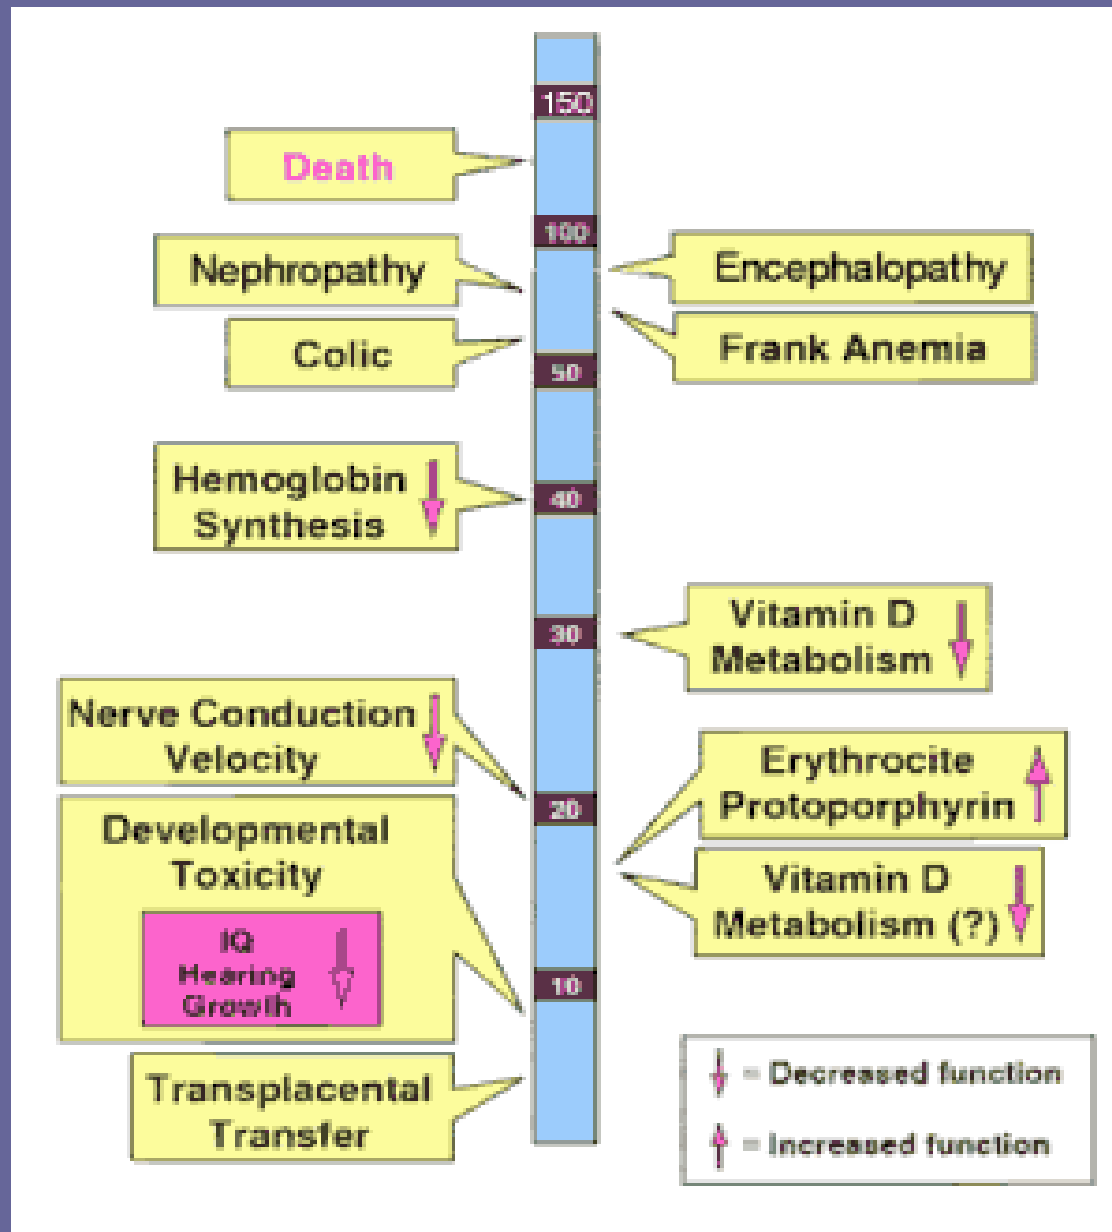 150
Death
100
Nephropathy
Encephalopathy
Colic
Frank Anemia
50
Hemoglobin
Synthesis
40
Vitamin D
Metabolism
30
Nerve Conduction
Velocity
Erythrocite
Protoporphyrin
20
Developmental
Toxicity
Vitamin D
Metabolism (?)
IQ
Hearing
Growth
10
Transplacental
Transfer
= Decreased function
= Increased function